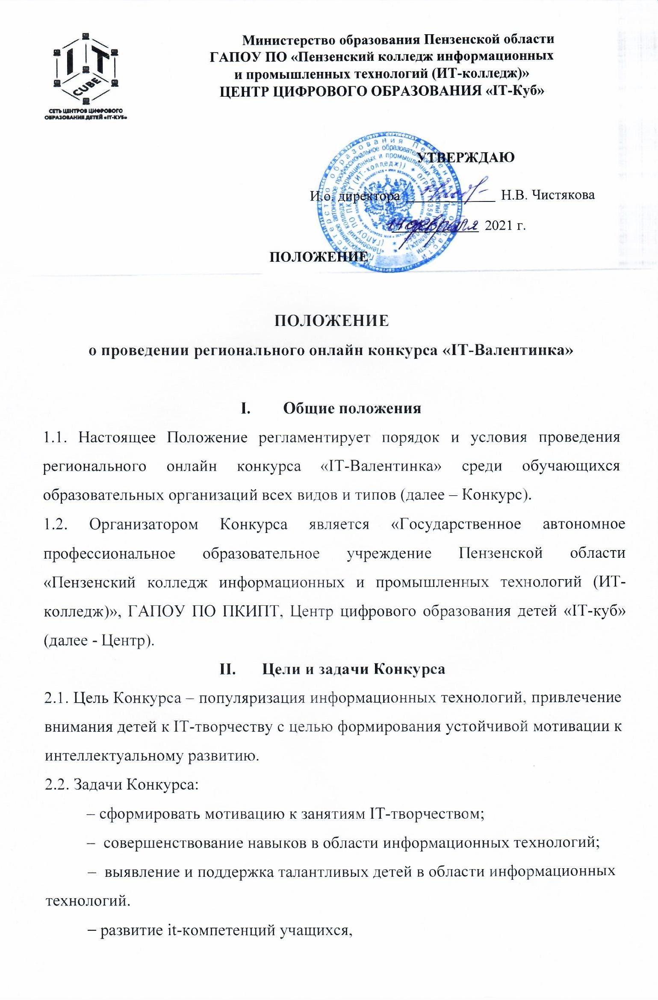 IT
CUBE
СЕТЬ ЦЕНТРОВ ЦИФРОВОГО
ОБРАЗОВАНИЯ ДЕТЕЙ «IT-КУБ»
Министерство образования Пензенской области
ГАПОУ ПО «Пензенский колледж информационных
и промышленных технологий (ИТ-колледж)»
ЦЕНТР ЦИФРОВОГО ОБРАЗОВАНИЯ «IT-Куб»
УТВЕРЖДАЮ
И.о. директора Н.В. Чистякова
14 февраля 2021 г.
ПОЛОЖЕНИЕ
ПОЛОЖЕНИЕ
о проведении регионального онлайн конкурса «IT-Валентинка»
I. Общие положения
1.1. Настоящее Положение регламентирует порядок и условия проведения
регионального онлайн конкурса «IT-Валентинка» среди обучающихся
образовательных организаций всех видов и типов (далее – Конкурс).
1.2. Организатором Конкурса является «Государственное автономное
профессиональное образовательное учреждение Пензенской области
«Пензенский колледж информационных и промышленных технологий (ИТ-
колледж)», ГАПОУ ПО ПКИПТ, Центр цифрового образования детей «IT-куб»
(далее - Центр).
II. Цели и задачи Конкурса
2.1. Цель Конкурса – популяризация информационных технологий, привлечение
внимания детей к IT-творчеству с целью формирования устойчивой мотивации к
интеллектуальному развитию.
2.2. Задачи Конкурса:
– сформировать мотивацию к занятиям IT-творчеством;
– совершенствование навыков в области информационных технологий;
– выявление и поддержка талантливых детей в области информационных
технологий.
– развитие it-компетенций учащихся,